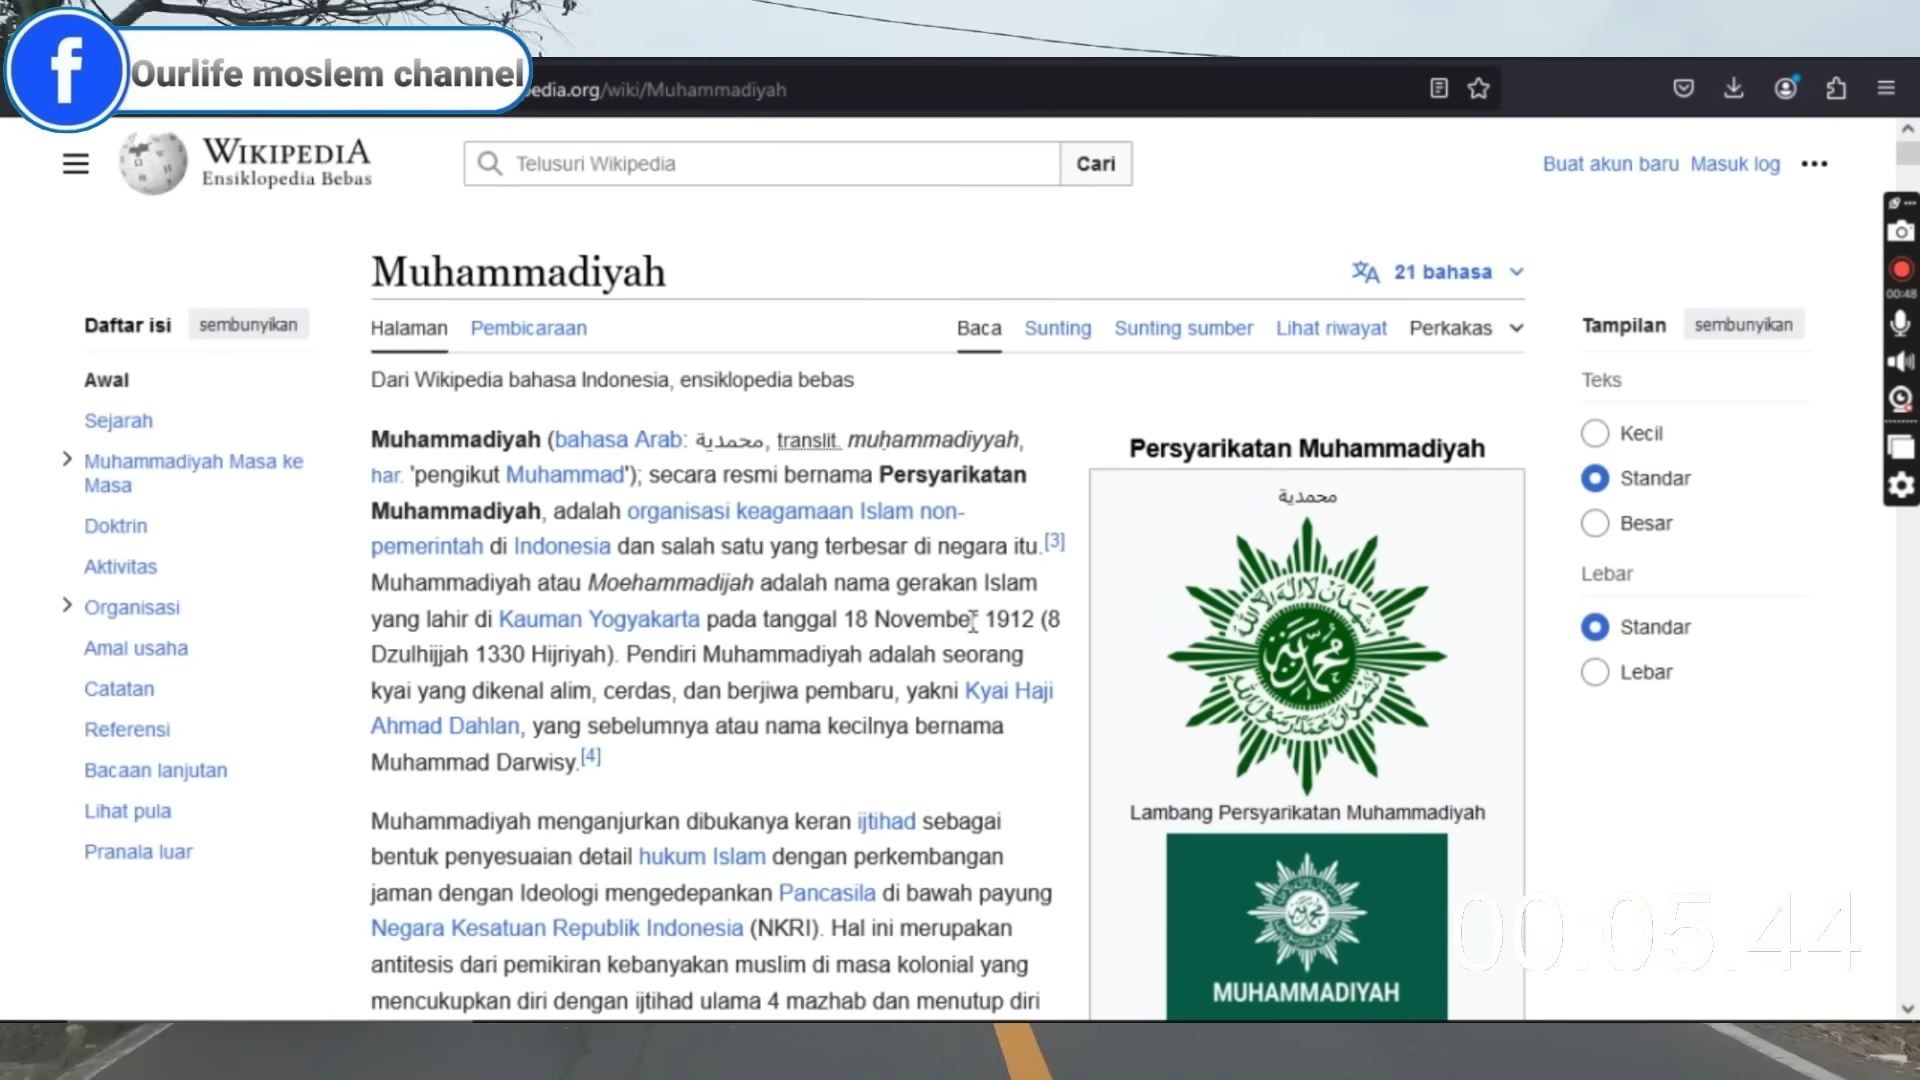 Ourlife moslem channel
pedia.org/wiki/Muhammadiyah
WIKIPEDIA
Ensiklopedia Bebas
Telusuri Wikipedia
Cari
Buat akun baru Masuk log
Muhammadiyah
21 bahasa
Daftar isi sembunyikan
Halaman Pembicaraan
Baca Sunting Sunting sumber Lihat riwayat Perkakas
Tampilan sembunyikan
Awal
Sejarah
Muhammadiyah Masa ke
Masa
Doktrin
Aktivitas
Organisasi
Amal usaha
Catatan
Referensi
Bacaan lanjutan
Lihat pula
Pranala luar
Dari Wikipedia bahasa Indonesia, ensiklopedia bebas
Muhammadiyah (bahasa Arab: محمدية, translit. muḥammadiyyah,
har. 'pengikut Muhammad'); secara resmi bernama Persyarikatan
Muhammadiyah, adalah organisasi keagamaan Islam non-
pemerintah di Indonesia dan salah satu yang terbesar di negara itu.[3]
Muhammadiyah atau Moehammadijah adalah nama gerakan Islam
yang lahir di Kauman Yogyakarta pada tanggal 18 November 1912 (8
Dzulhijjah 1330 Hijriyah). Pendiri Muhammadiyah adalah seorang
kyai yang dikenal alim, cerdas, dan berjiwa pembaru, yakni Kyai Haji
Ahmad Dahlan, yang sebelumnya atau nama kecilnya bernama
Muhammad Darwisy.[4]
Muhammadiyah menganjurkan dibukanya keran ijtihad sebagai
bentuk penyesuaian detail hukum Islam dengan perkembangan
jaman dengan Ideologi mengedepankan Pancasila di bawah payung
Negara Kesatuan Republik Indonesia (NKRI). Hal ini merupakan
antitesis dari pemikiran kebanyakan muslim di masa kolonial yang
mencukupkan diri dengan ijtihad ulama 4 mazhab dan menutup diri
Persyarikatan Muhammadiyah
محمدية
Lambang Persyarikatan Muhammadiyah
MUHAMMADIYAH
Teks
Kecil
Standar
Besar
Lebar
Standar
Lebar
00:48
00:05.44